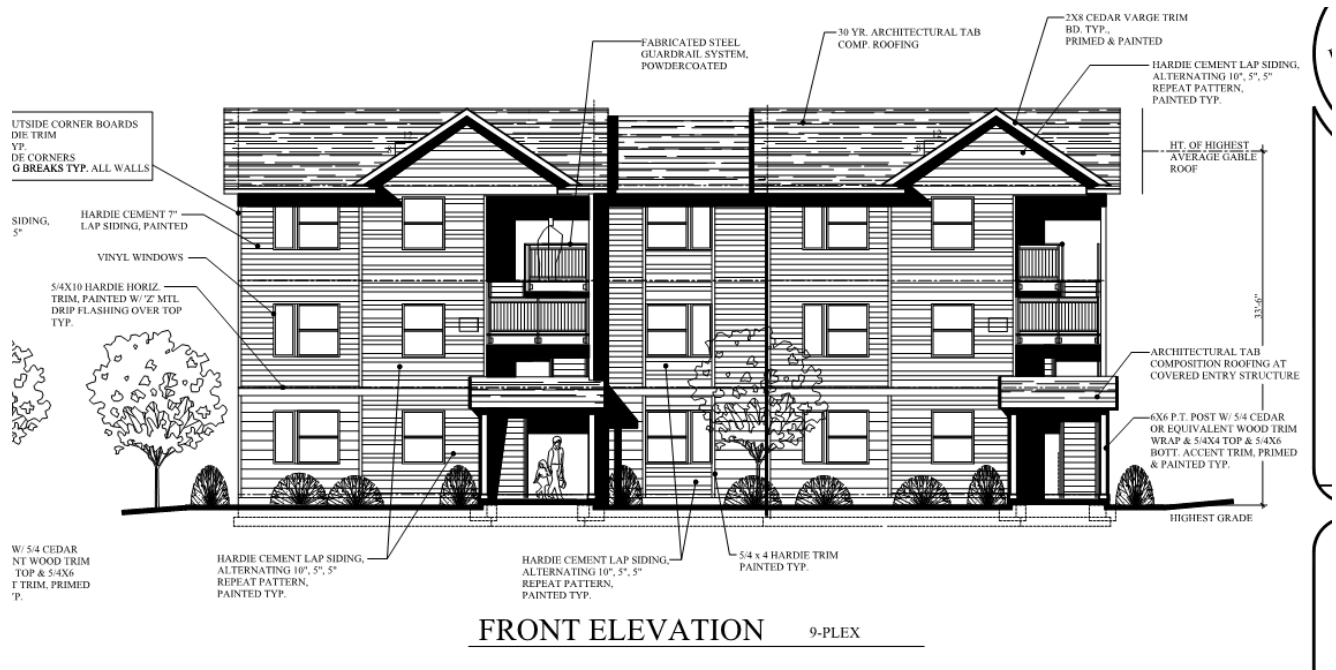 FABRICATED STEEL
GUARDRAIL SYSTEM,
POWDERCOATED
30 YR. ARCHITECTURAL TAB
COMP. ROOFING
2X8 CEDAR VARGE TRIM
BD. TYP.,
PRIMED & PAINTED
HARDIE CEMENT LAP SIDING,
ALTERNATING 10", 5", 5"
REPEAT PATTERN,
PAINTED TYP.
UTSIDE CORNER BOARDS
DIE TRIM
YP.
DE CORNERS
G BREAKS TYP. ALL WALLS
12
8
12
8
HT. OF HIGHEST
AVERAGE GABLE
ROOF
SIDING,
5"
HARDIE CEMENT 7"
LAP SIDING, PAINTED
VINYL WINDOWS
5/4X10 HARDIE HORIZ.
TRIM, PAINTED W/ 'Z' MTL
DRIP FLASHING OVER TOP
TYP.
33'-6"
ARCHITECTURAL TAB
COMPOSITION ROOFING AT
COVERED ENTRY STRUCTURE
6X6 P.T. POST W/ 5/4 CEDAR
OR EQUIVALENT WOOD TRIM
WRAP & 5/4X4 TOP & 5/4X6
BOTT. ACCENT TRIM, PRIMED
& PAINTED TYP.
HIGHEST GRADE
W/ 5/4 CEDAR
NT WOOD TRIM
TOP & 5/4X6
T TRIM, PRIMED
YP.
HARDIE CEMENT LAP SIDING,
ALTERNATING 10", 5", 5"
REPEAT PATTERN,
PAINTED TYP.
HARDIE CEMENT LAP SIDING,
ALTERNATING 10", 5", 5"
REPEAT PATTERN,
PAINTED TYP.
5/4 x 4 HARDIE TRIM
PAINTED TYP.
FRONT ELEVATION 9-PLEX